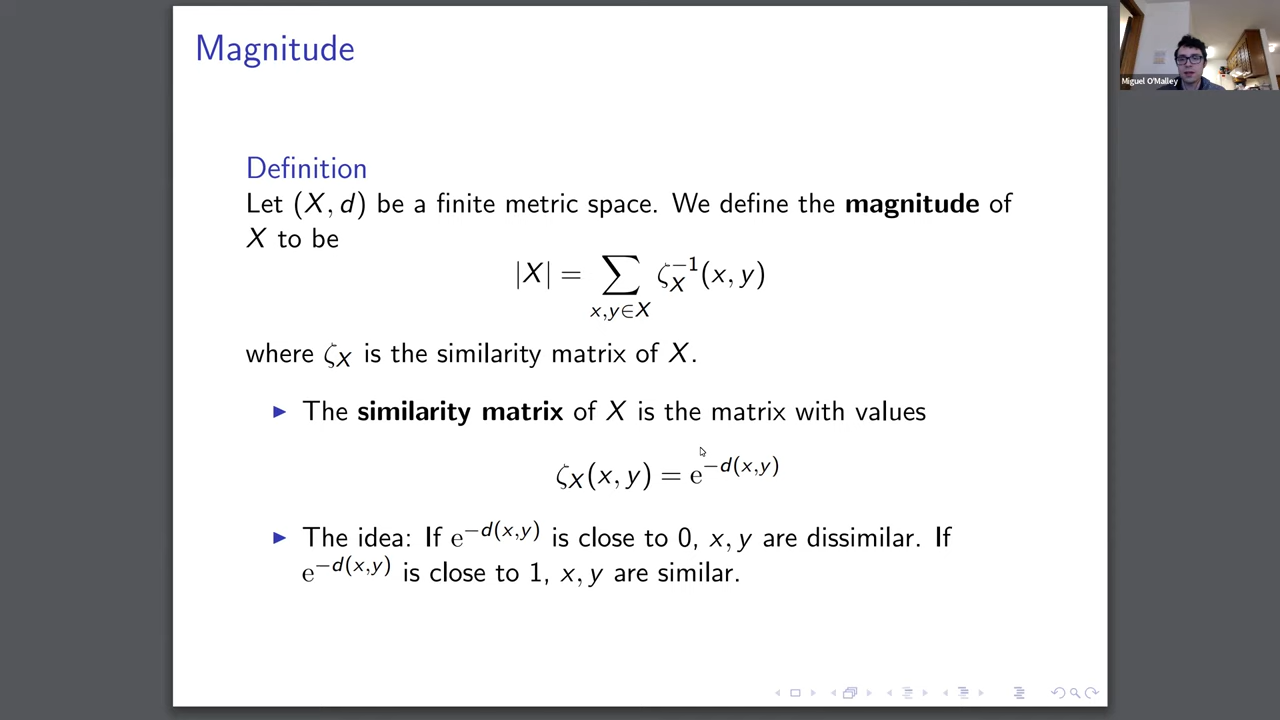 Magnitude
Miguel O'Malley
Definition
Let (X, d) be a finite metric space. We define the magnitude of
X to be
|X| = ∑_{x,y∈X} ζ_X^{−1}(x, y)
where ζ_X is the similarity matrix of X.
▶ The similarity matrix of X is the matrix with values
ζ_X(x, y) = e^{−d(x,y)}
▶ The idea: If e^{−d(x,y)} is close to 0, x, y are dissimilar. If
e^{−d(x,y)} is close to 1, x, y are similar.